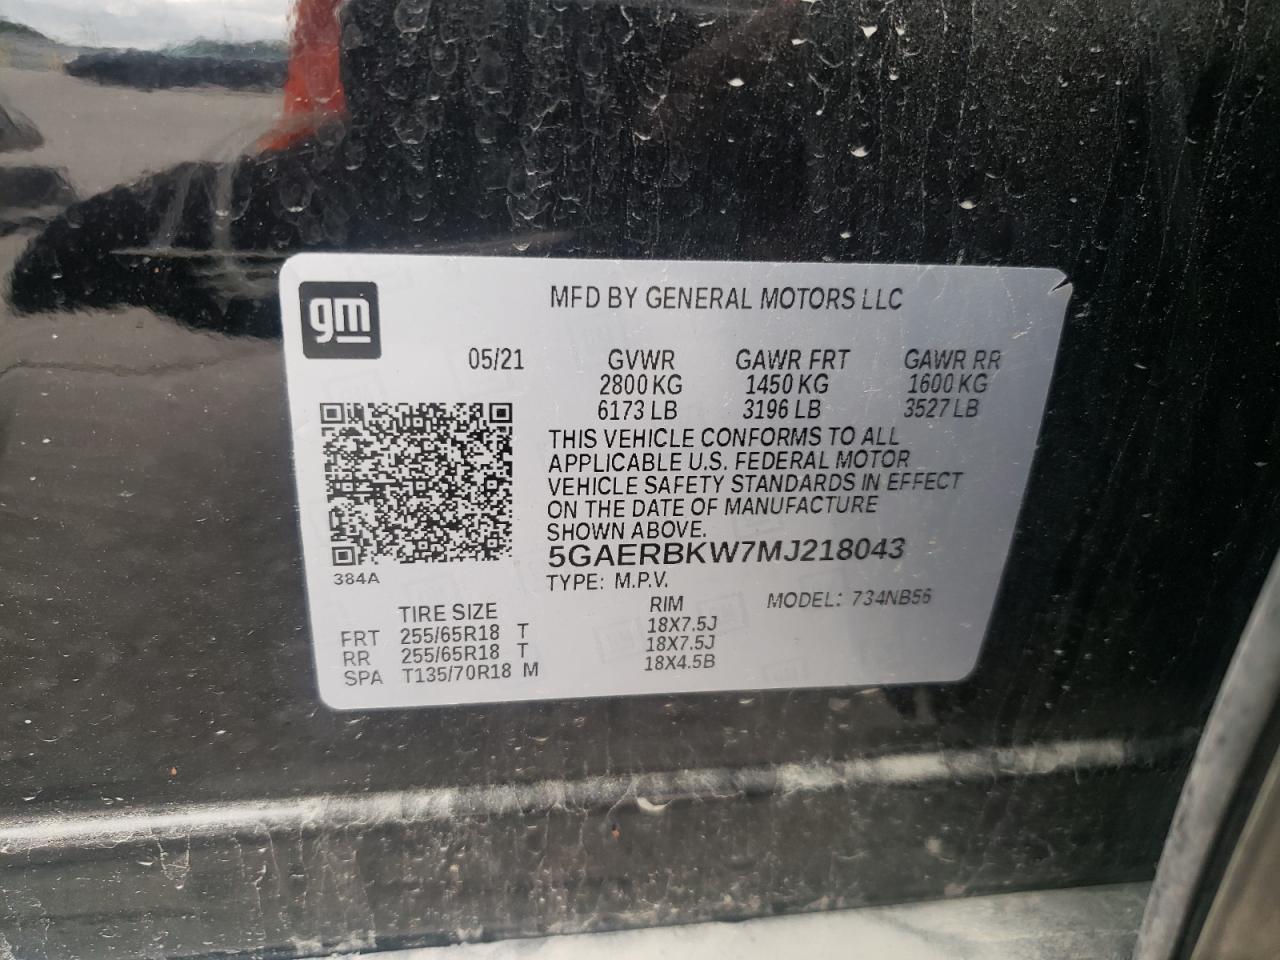 gm
MFD BY GENERAL MOTORS LLC
05/21 GVWR GAWR FRT GAWR RR
2800 KG 1450 KG 1600 KG
6173 LB 3196 LB 3527 LB
THIS VEHICLE CONFORMS TO ALL
APPLICABLE U.S. FEDERAL MOTOR
VEHICLE SAFETY STANDARDS IN EFFECT
ON THE DATE OF MANUFACTURE
SHOWN ABOVE.
5GAERBKW7MJ218043
384A
TYPE: M.P.V.
MODEL: 734NB56
TIRE SIZE RIM
FRT 255/65R18 T 18X7.5J
RR 255/65R18 T 18X7.5J
SPA T135/70R18 M 18X4.5B